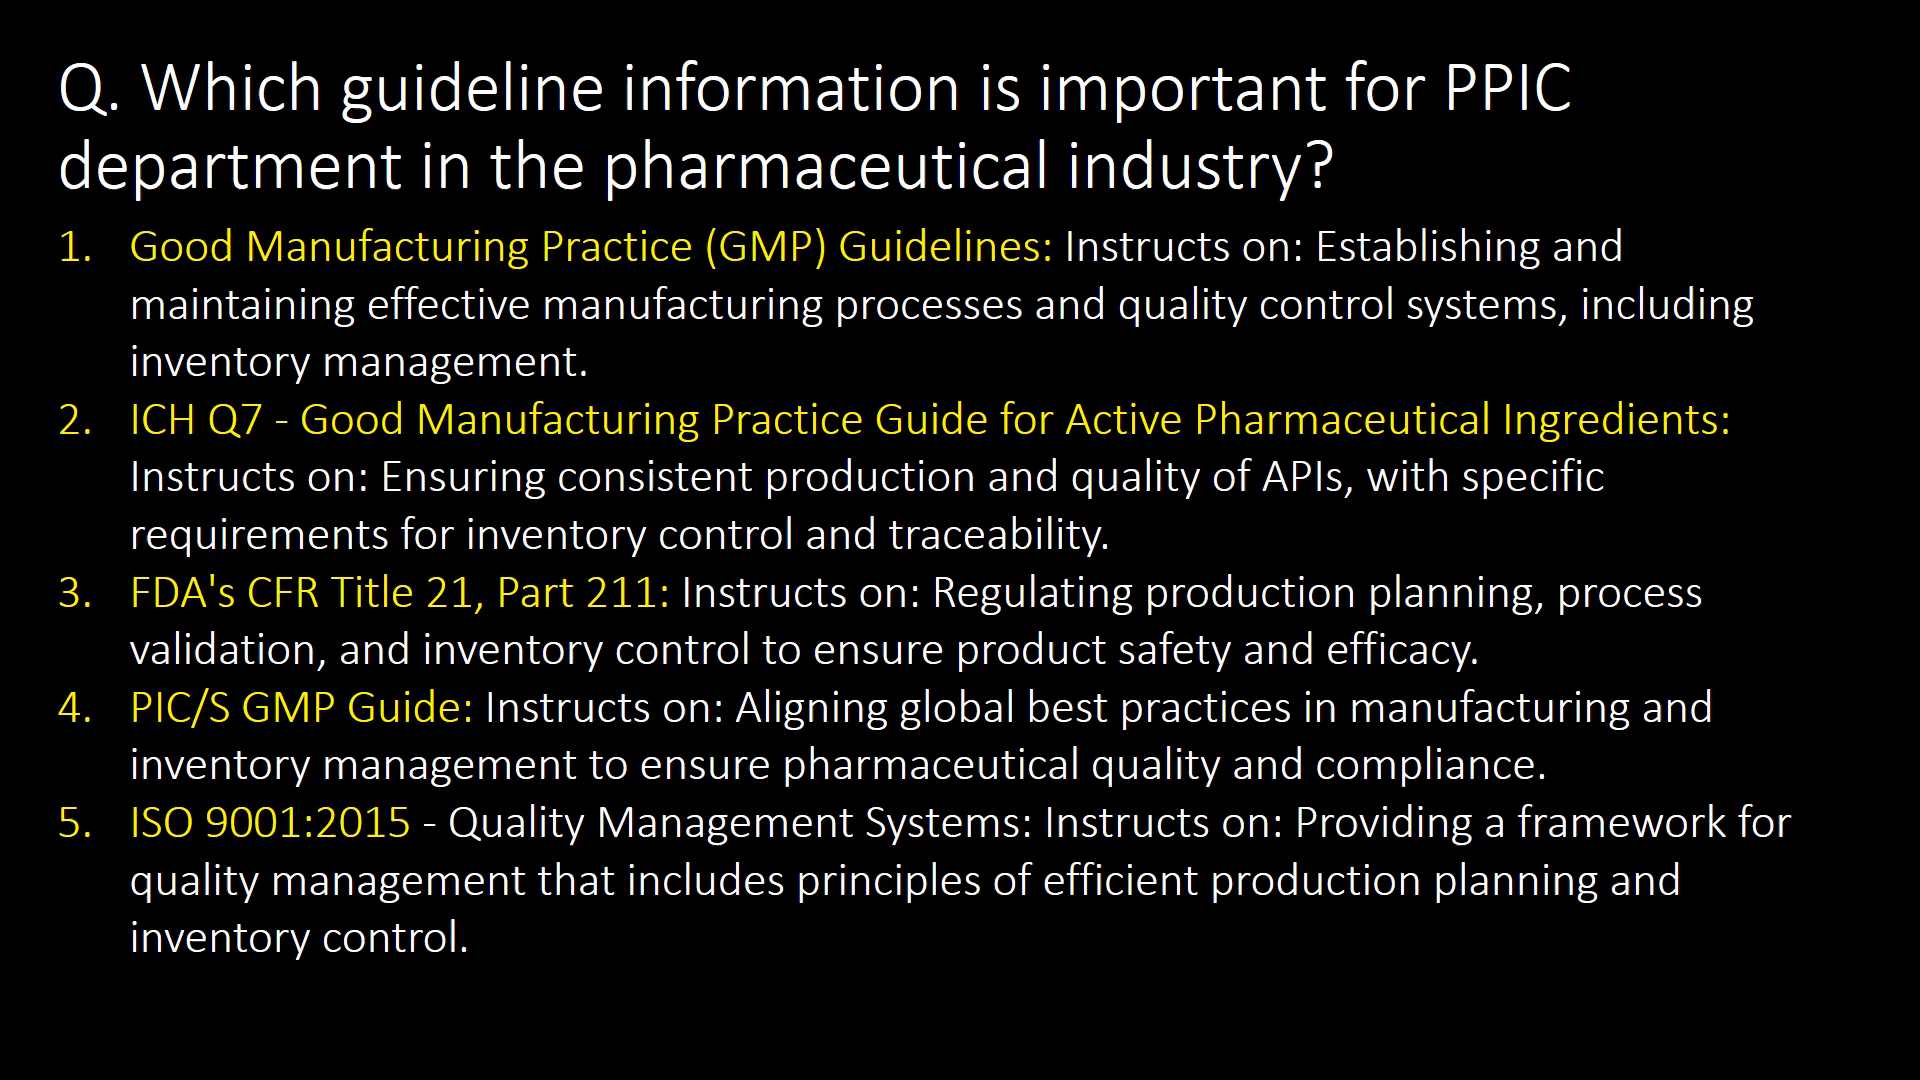 Q. Which guideline information is important for PPIC
department in the pharmaceutical industry?
1. Good Manufacturing Practice (GMP) Guidelines: Instructs on: Establishing and
maintaining effective manufacturing processes and quality control systems, including
inventory management.
2. ICH Q7 - Good Manufacturing Practice Guide for Active Pharmaceutical Ingredients:
Instructs on: Ensuring consistent production and quality of APIs, with specific
requirements for inventory control and traceability.
3. FDA's CFR Title 21, Part 211: Instructs on: Regulating production planning, process
validation, and inventory control to ensure product safety and efficacy.
4. PIC/S GMP Guide: Instructs on: Aligning global best practices in manufacturing and
inventory management to ensure pharmaceutical quality and compliance.
5. ISO 9001:2015 - Quality Management Systems: Instructs on: Providing a framework for
quality management that includes principles of efficient production planning and
inventory control.